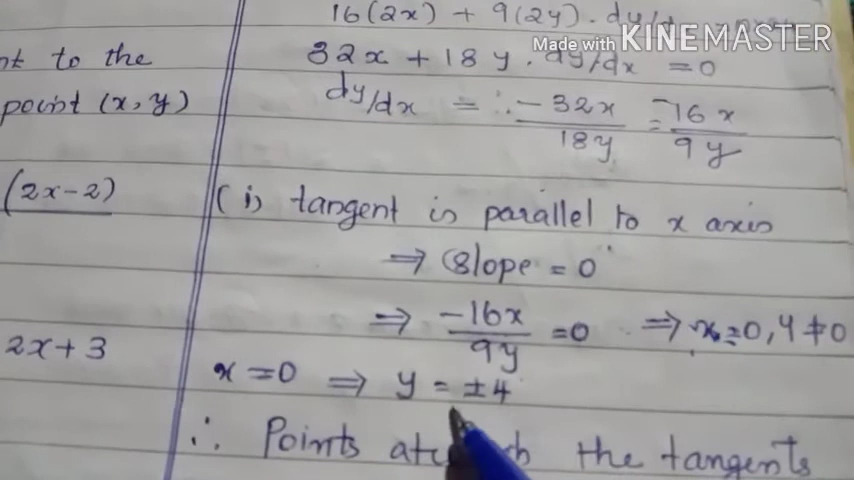 16(2x) + 9(2y) . dy/d
Made with KINEMASTER
nt to the
32x + 18y . dy/dx = 0
point (x, y)
dy/dx = ∴ -32x/18y = -16x/9y
(2x-2)
(i) tangent is parallel to x axis
⇒ Slope = 0
⇒ -16x/9y = 0 ⇒ x = 0, y ≠ 0
2x+3
x = 0 ⇒ y = ±4
∴ Points at the tangents